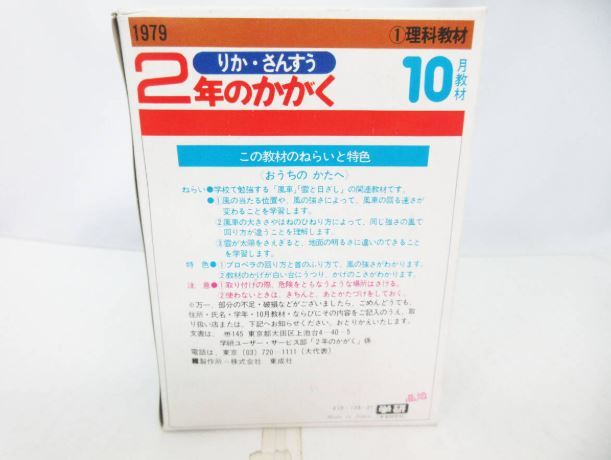 1979
①理科教材
りか・さんすう
2年のかがく
10月教材
この教材のねらいと特色
〈おうちの かたへ〉
ねらい●学校で勉強する「風車」「雲と日ざし」の関連教材です。
●①風の当たる位置や、風の強さによって、風車の回る速さが
変わることを学習します。
②風車の大きさやはねのひねり方によって、同じ強さの風で
回り方が違うことを理解します。
③雲が太陽をさえぎると、地面の明るさに違いのできること
を学習します。
特 色●①プロペラの回り方と首のふり方で、風の強さがわかります。
②教材のかげが白い台にうつり、かげのこさがわかります。
注 意●①取り付けの際、危険をともなうような場所はさける。
②使わないときは、きちんと、あとかたづけをしておく。
※万一、部分の不足・破損などがございましたら、ごめんどうでも、
住所・氏名・学年・10月教材・ならびにその内容をご記入のうえ、取
り扱い店または、下記へお知らせください。おとりかえいたします。
文書は、〒145 東京都大田区上池台4-40-5
学研ユーザー・サービス部「2年のかがく」係
電話は、東京(03)720-1111(大代表)
■製作所-株式会社 東成社
学研
Made in Japan